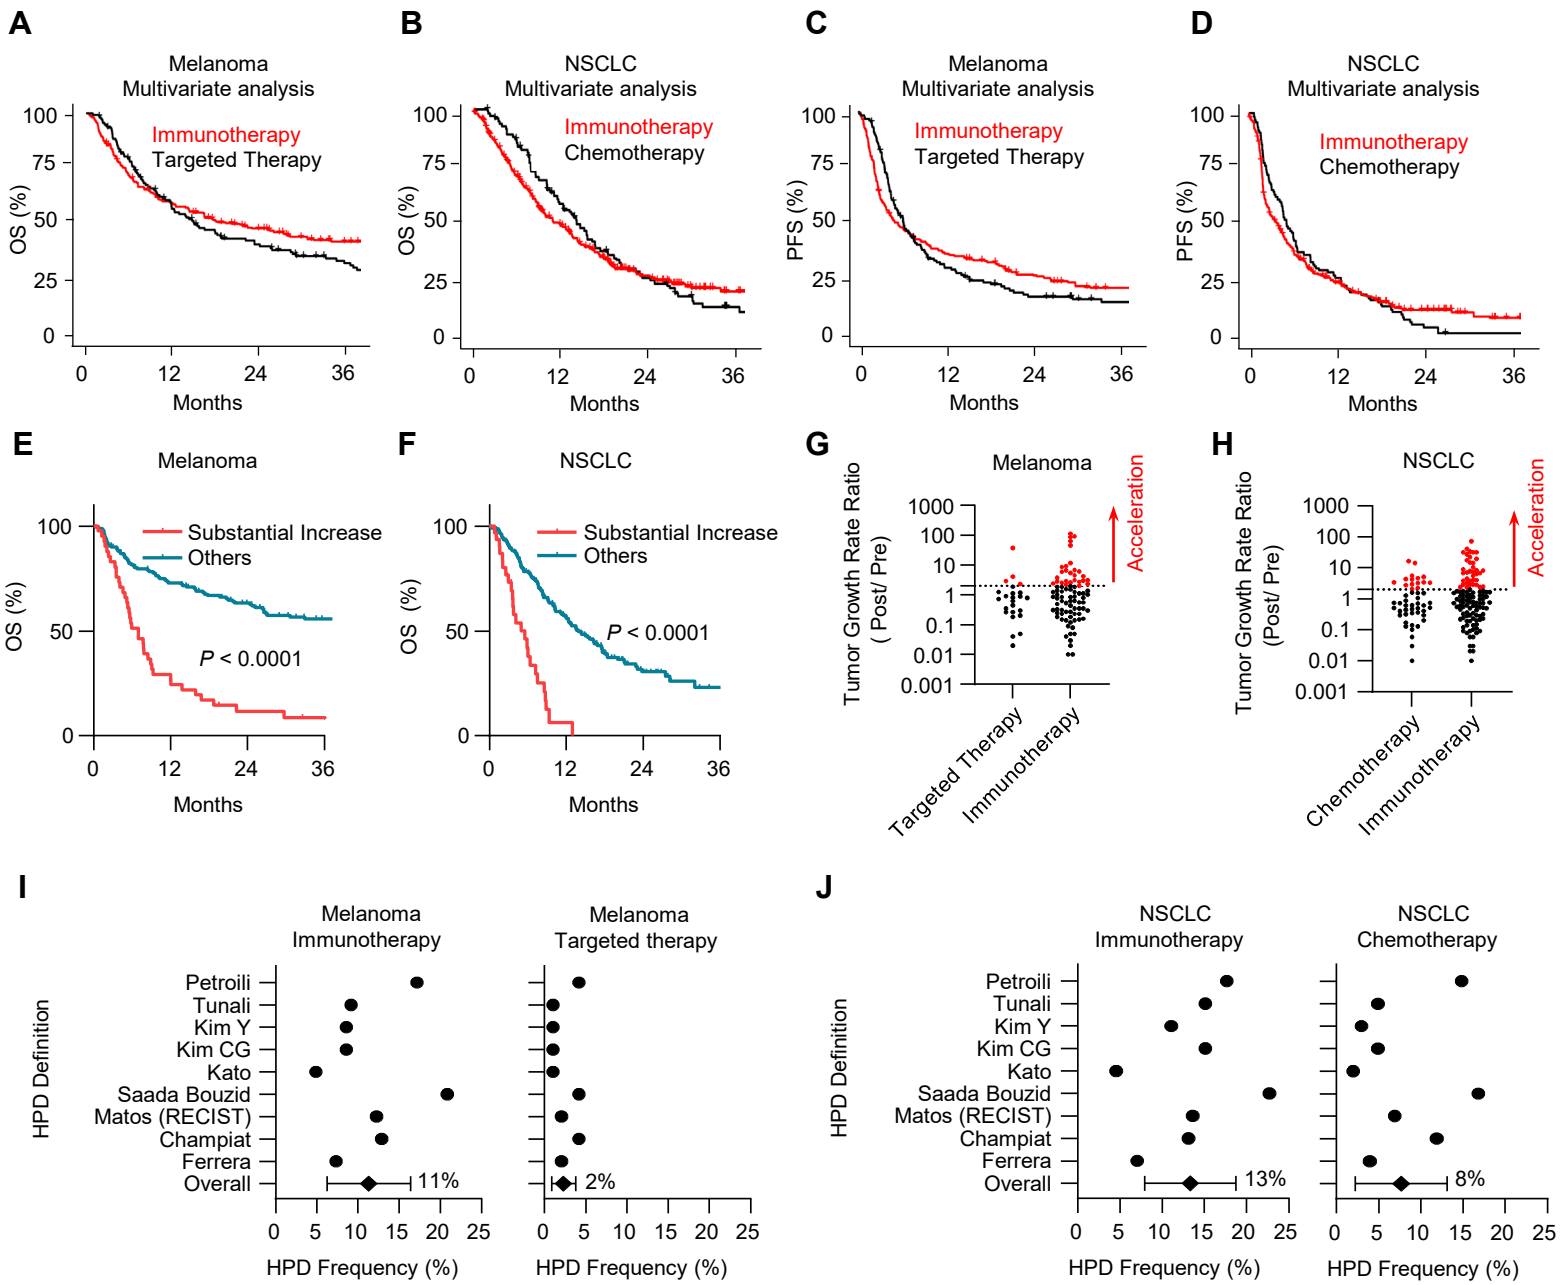 A
Melanoma
Multivariate analysis
Immunotherapy
Targeted Therapy
OS (%)
100
75
50
25
0
0 12 24 36
Months
B
NSCLC
Multivariate analysis
Immunotherapy
Chemotherapy
OS (%)
100
75
50
25
0
0 12 24 36
Months
C
Melanoma
Multivariate analysis
Immunotherapy
Targeted Therapy
PFS (%)
100
75
50
25
0
0 12 24 36
Months
D
NSCLC
Multivariate analysis
Immunotherapy
Chemotherapy
PFS (%)
100
75
50
25
0
0 12 24 36
Months
E
Melanoma
Substantial Increase
Others
P < 0.0001
OS (%)
100
50
0
0 12 24 36
Months
F
NSCLC
Substantial Increase
Others
P < 0.0001
OS (%)
100
50
0
0 12 24 36
Months
G
Melanoma
Tumor Growth Rate Ratio
( Post/ Pre)
1000
100
10
1
0.1
0.01
0.001
Acceleration
Targeted Therapy
Immunotherapy
H
NSCLC
Tumor Growth Rate Ratio
(Post/ Pre)
1000
100
10
1
0.1
0.01
0.001
Acceleration
Chemotherapy
Immunotherapy
I
Melanoma
Immunotherapy
Melanoma
Targeted therapy
HPD Definition
Petroili
Tunali
Kim Y
Kim CG
Kato
Saada Bouzid
Matos (RECIST)
Champiat
Ferrera
Overall
11%
2%
0 5 10 15 20 25
0 5 10 15 20 25
HPD Frequency (%)
HPD Frequency (%)
J
NSCLC
Immunotherapy
NSCLC
Chemotherapy
HPD Definition
Petroili
Tunali
Kim Y
Kim CG
Kato
Saada Bouzid
Matos (RECIST)
Champiat
Ferrera
Overall
13%
8%
0 5 10 15 20 25
0 5 10 15 20 25
HPD Frequency (%)
HPD Frequency (%)